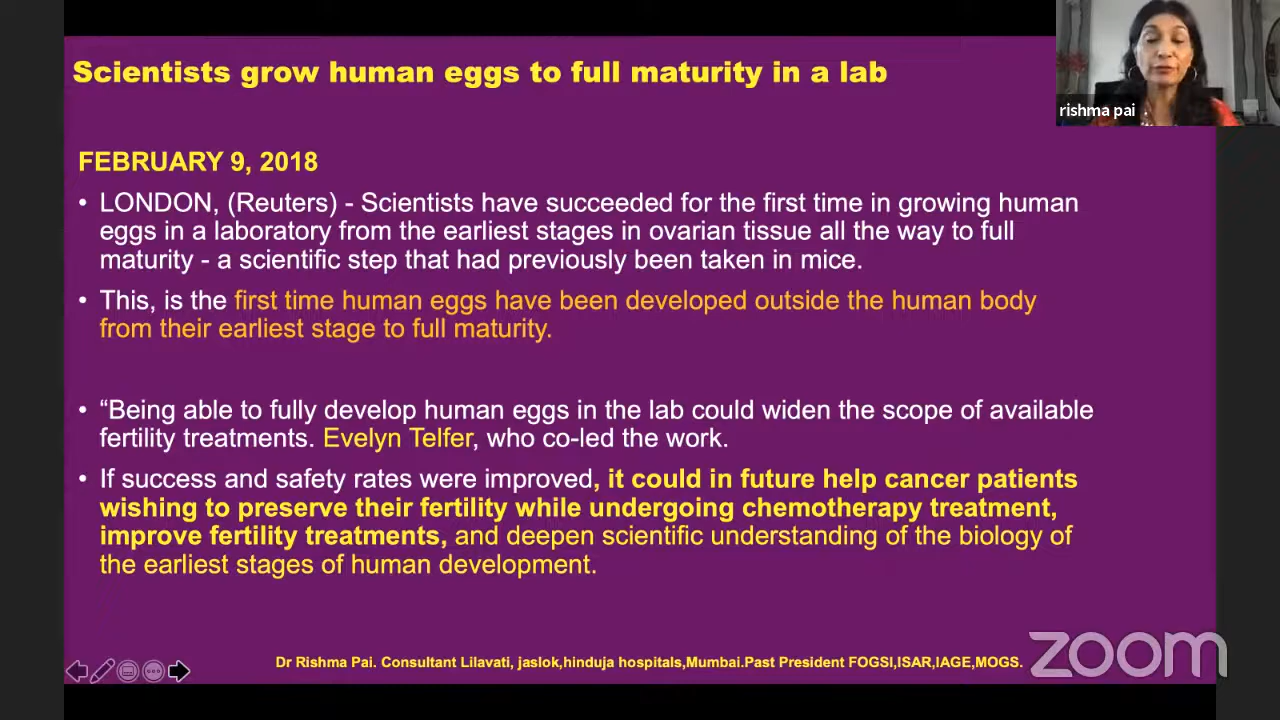 Scientists grow human eggs to full maturity in a lab
rishma pai
FEBRUARY 9, 2018
• LONDON, (Reuters) - Scientists have succeeded for the first time in growing human
eggs in a laboratory from the earliest stages in ovarian tissue all the way to full
maturity - a scientific step that had previously been taken in mice.
• This, is the first time human eggs have been developed outside the human body
from their earliest stage to full maturity.
• “Being able to fully develop human eggs in the lab could widen the scope of available
fertility treatments. Evelyn Telfer, who co-led the work.
• If success and safety rates were improved, it could in future help cancer patients
wishing to preserve their fertility while undergoing chemotherapy treatment,
improve fertility treatments, and deepen scientific understanding of the biology of
the earliest stages of human development.
Dr Rishma Pai. Consultant Lilavati, jaslok,hinduja hospitals,Mumbai.Past President FOGSI,ISAR,IAGE,MOGS.
zoom